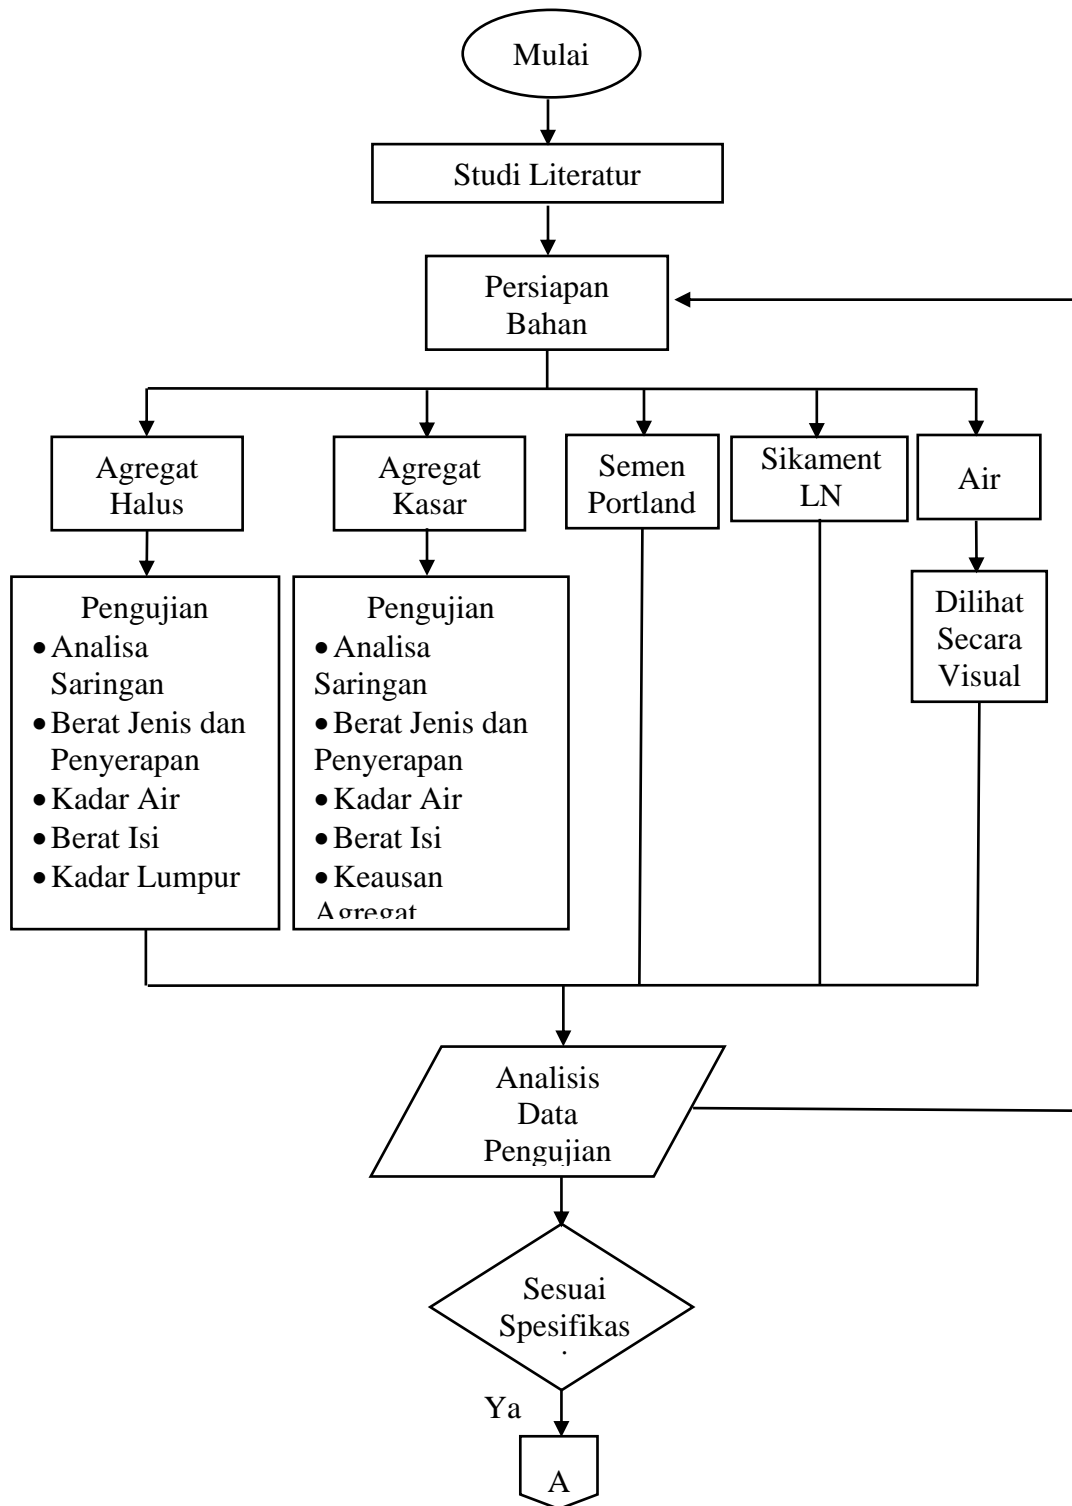 Mulai
Studi Literatur
Persiapan
Bahan
Agregat
Halus
Agregat
Kasar
Semen
Portland
Sikament
LN
Air
Pengujian
• Analisa
Saringan
• Berat Jenis dan
Penyerapan
• Kadar Air
• Berat Isi
• Kadar Lumpur
Pengujian
• Analisa
Saringan
• Berat Jenis dan
Penyerapan
• Kadar Air
• Berat Isi
• Keausan
Agregat
Dilihat
Secara
Visual
Analisis
Data
Pengujian
Sesuai
Spesifikas
Ya
A